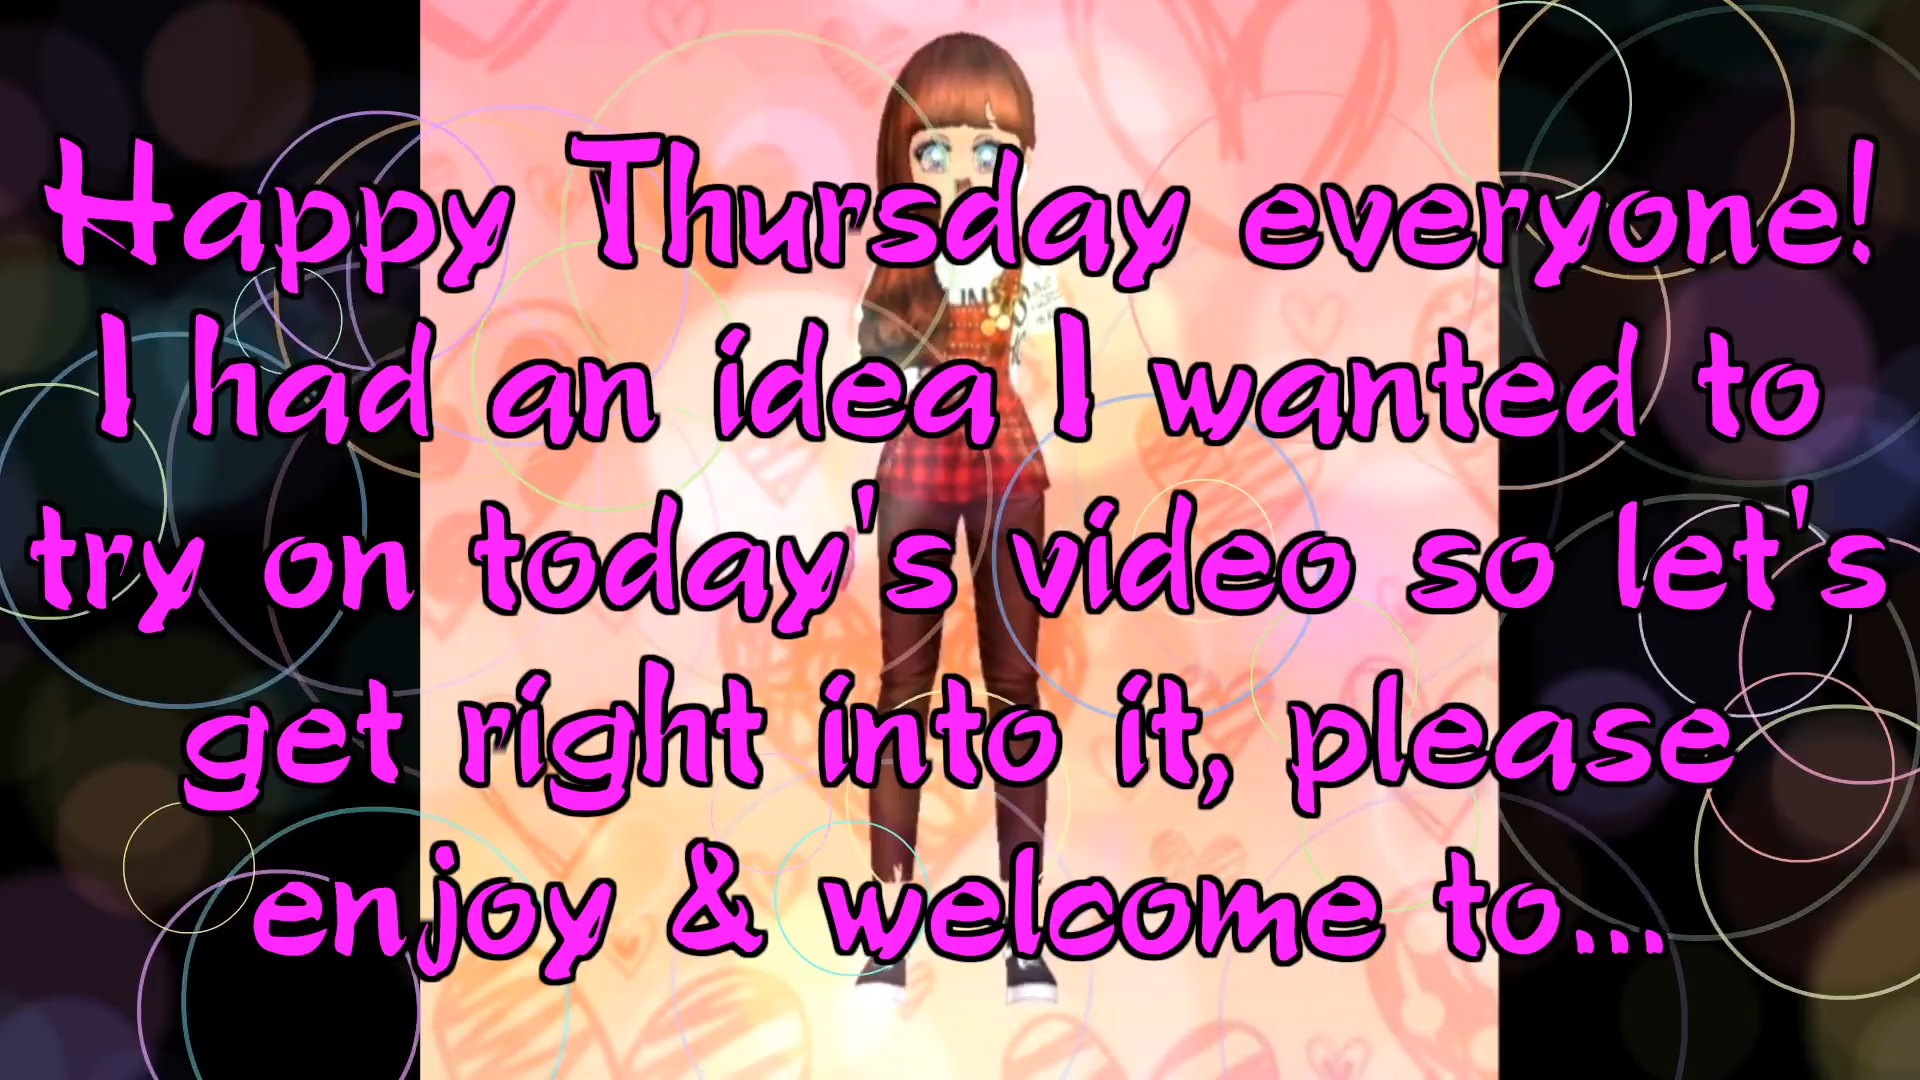 Happy Thursday everyone!
I had an idea I wanted to
try on today's video so let's
get right into it, please
enjoy & welcome to...